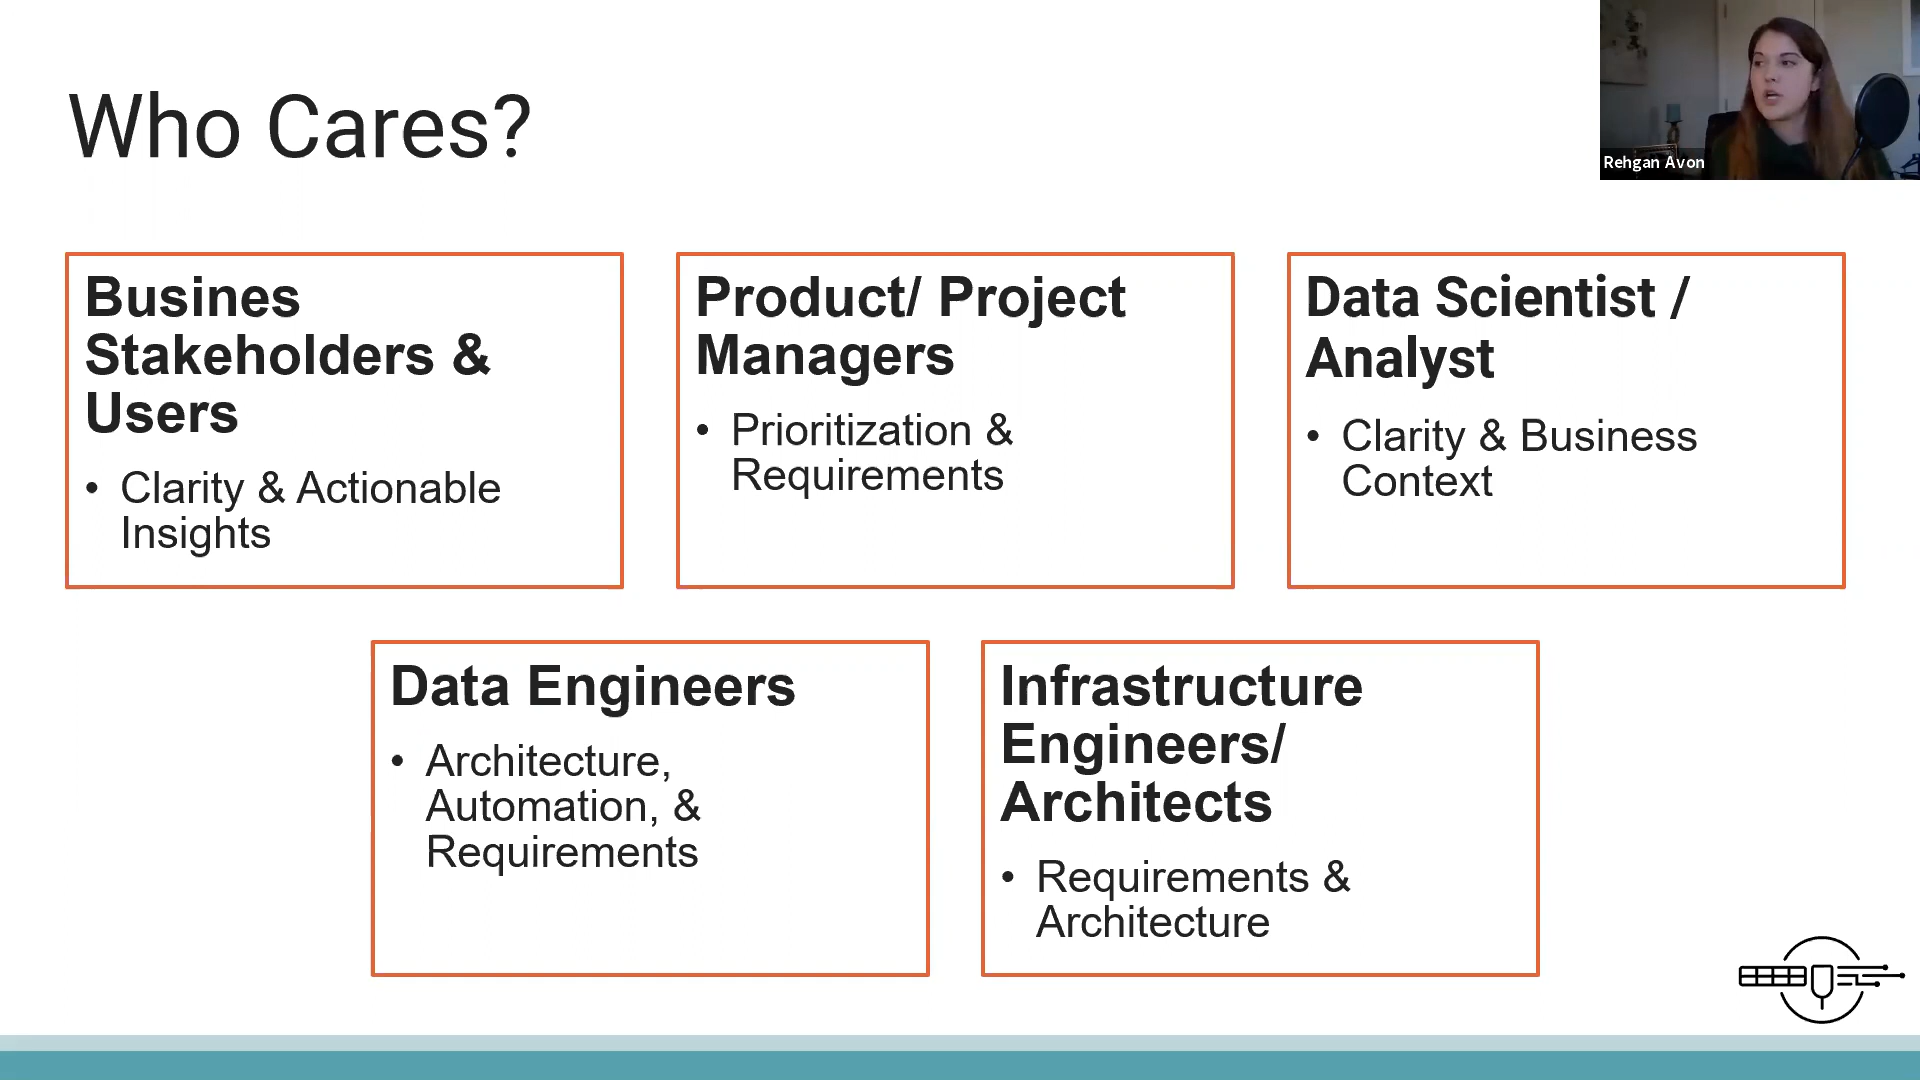 Who Cares?
Rehgan Avon
Busines
Stakeholders &
Users
• Clarity & Actionable
Insights
Product/ Project
Managers
• Prioritization &
Requirements
Data Scientist /
Analyst
• Clarity & Business
Context
Data Engineers
• Architecture,
Automation, &
Requirements
Infrastructure
Engineers/
Architects
• Requirements &
Architecture